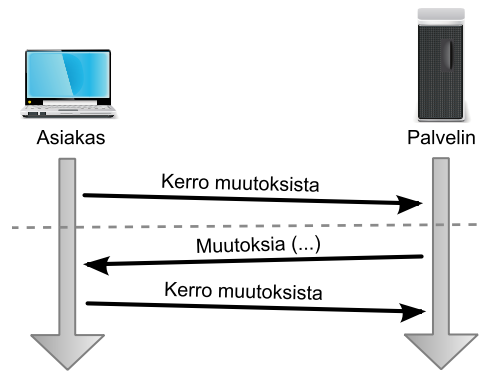 Asiakas
Palvelin
Kerro muutoksista
Muutoksia (...)
Kerro muutoksista